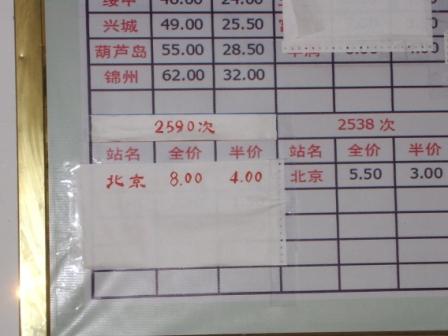 兴城 49.00 25.50
葫芦岛 55.00 28.50
锦州 62.00 32.00
2590次 2538 次
站名 全价 半价 站名 全价 半价
北京 8.00 4.00 北京 5.50 3.00